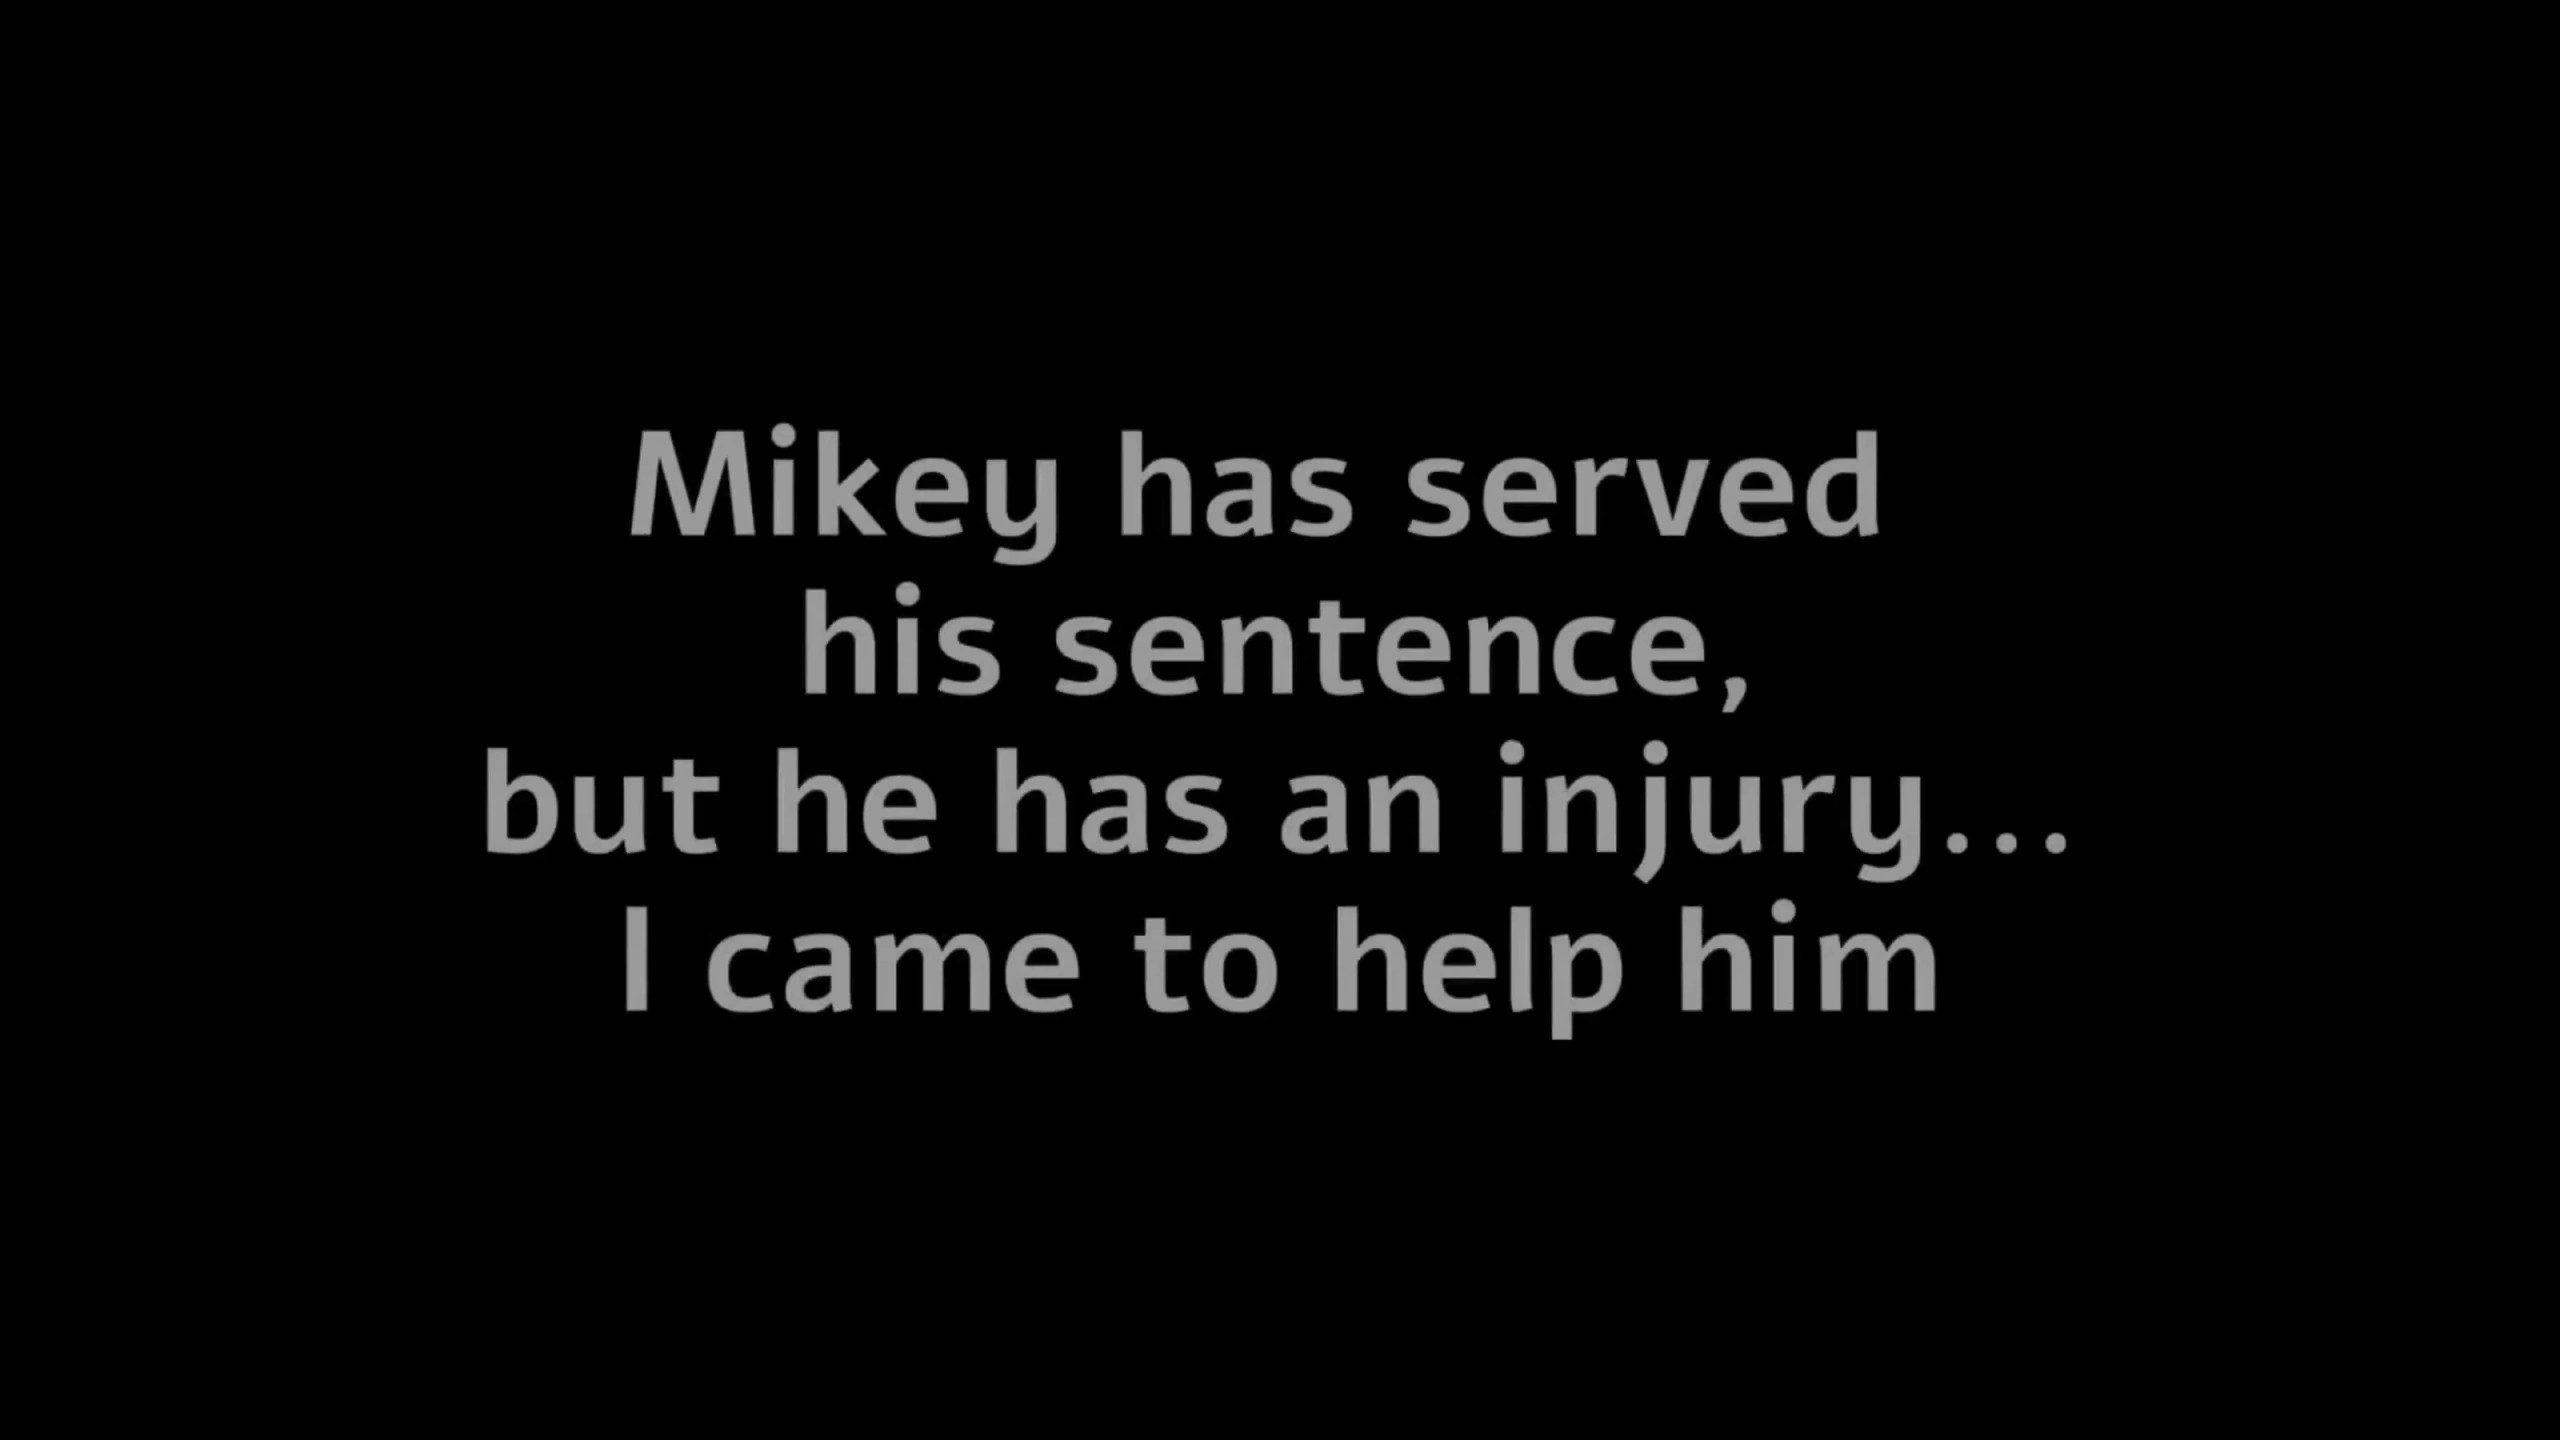 Mikey has served
his sentence,
but he has an injury...
I came to help him